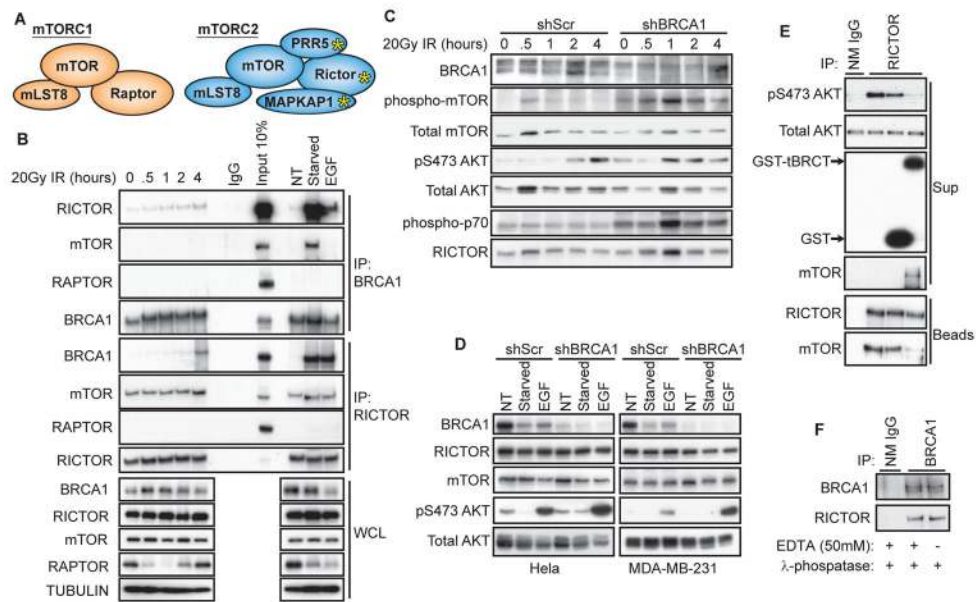 A
mTORC1
mTOR
mLST8
Raptor
mTORC2
PRR5
mTOR
Rictor
mLST8
MAPKAP1
B
20Gy IR (hours) 0 .5 1 2 4 IgG Input 10% NT Starved EGF
RICTOR
mTOR
RAPTOR
BRCA1
IP: BRCA1
BRCA1
mTOR
RAPTOR
RICTOR
IP: RICTOR
BRCA1
RICTOR
mTOR
RAPTOR
TUBULIN
WCL
C
shScr shBRCA1
20Gy IR (hours) 0 .5 1 2 4 0 .5 1 2 4
BRCA1
phospho-mTOR
Total mTOR
pS473 AKT
Total AKT
phospho-p70
RICTOR
D
shScr shBRCA1 shScr shBRCA1
NT Starved EGF NT Starved EGF NT Starved EGF NT Starved EGF
BRCA1
RICTOR
mTOR
pS473 AKT
Total AKT
Hela MDA-MB-231
E
IP: NM IgG RICTOR
pS473 AKT
Total AKT
GST-tBRCT
GST
mTOR
Sup
RICTOR
mTOR
Beads
F
IP: NM IgG BRCA1
BRCA1
RICTOR
EDTA (50mM): + + -
λ-phospatase: + + +